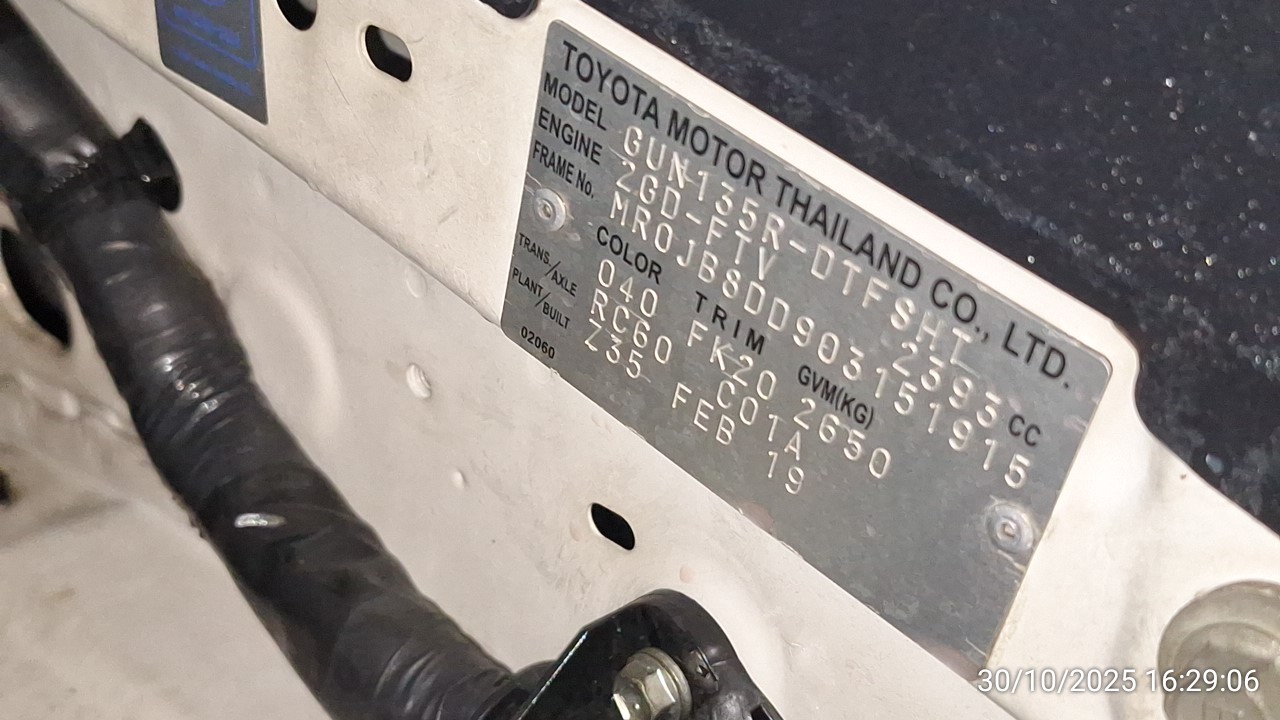 TOYOTA MOTOR THAILAND CO., LTD.
MODEL GUN135R-DTFSHT
ENGINE 2GD-FTV 2393 CC
FRAME No. MR0JB8DD903151915
COLOR TRIM GVM(KG)
040 FK20 2650
TRANS/AXLE RC60 C01A
PLANT/BUILT Z35 FEB 19
02060
30/10/2025 16:29:06